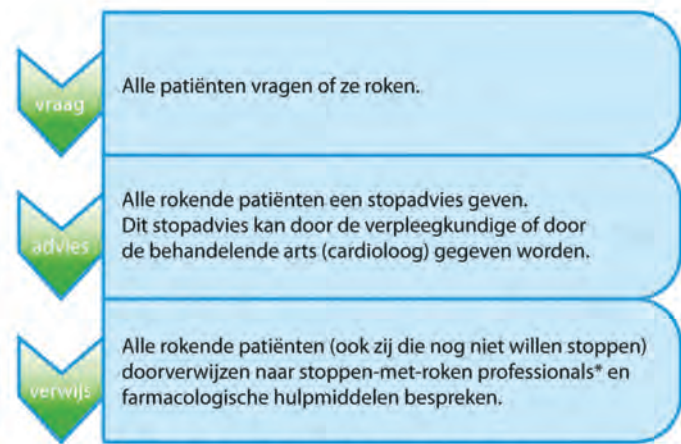 vraag
Alle patiënten vragen of ze roken.
advies
Alle rokende patiënten een stopadvies geven.
Dit stopadvies kan door de verpleegkundige of door
de behandelende arts (cardioloog) gegeven worden.
verwijs
Alle rokende patiënten (ook zij die nog niet willen stoppen)
doorverwijzen naar stoppen-met-roken professionals* en
farmacologische hulpmiddelen bespreken.